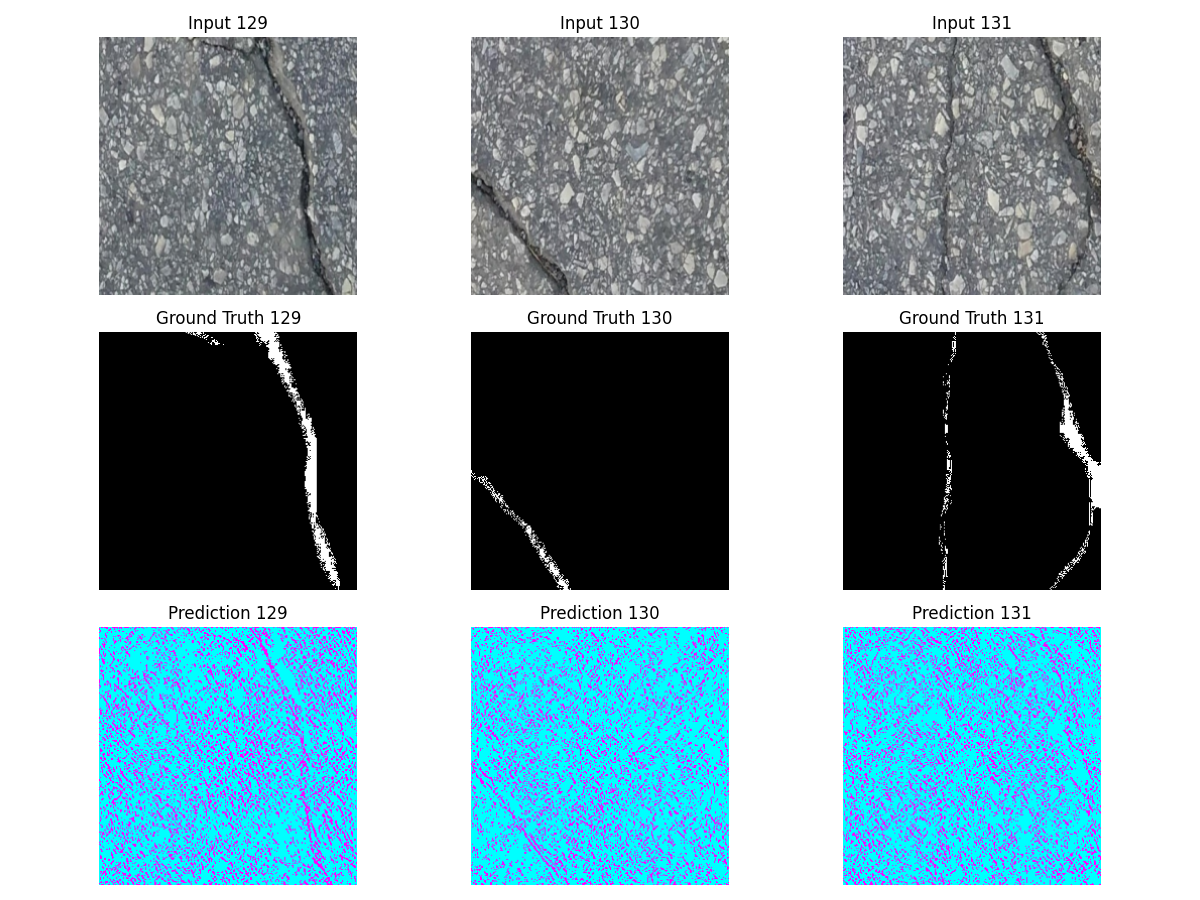 Input 129
Input 130
Input 131
Ground Truth 129
Ground Truth 130
Ground Truth 131
Prediction 129
Prediction 130
Prediction 131